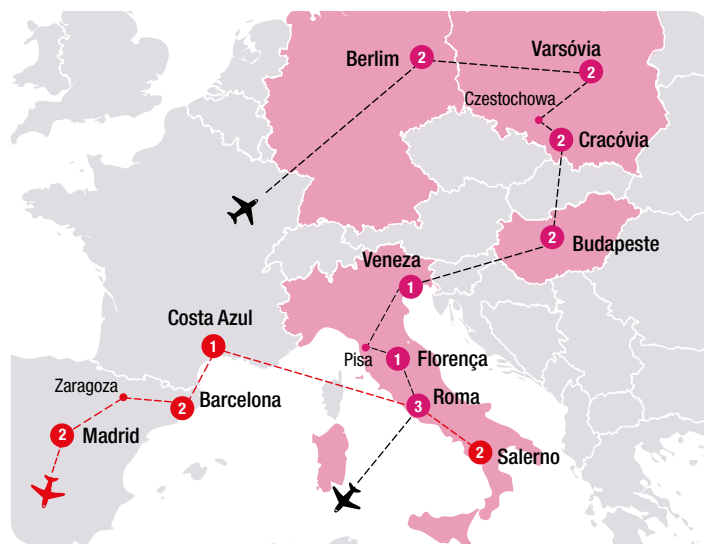 Berlim
2
Varsóvia
2
Czestochowa
2
Cracóvia
2
Budapeste
Veneza
1
Costa Azul
1
Pisa
1
Florença
Zaragoza
2
Barcelona
Roma
3
2
Madrid
2
Salerno